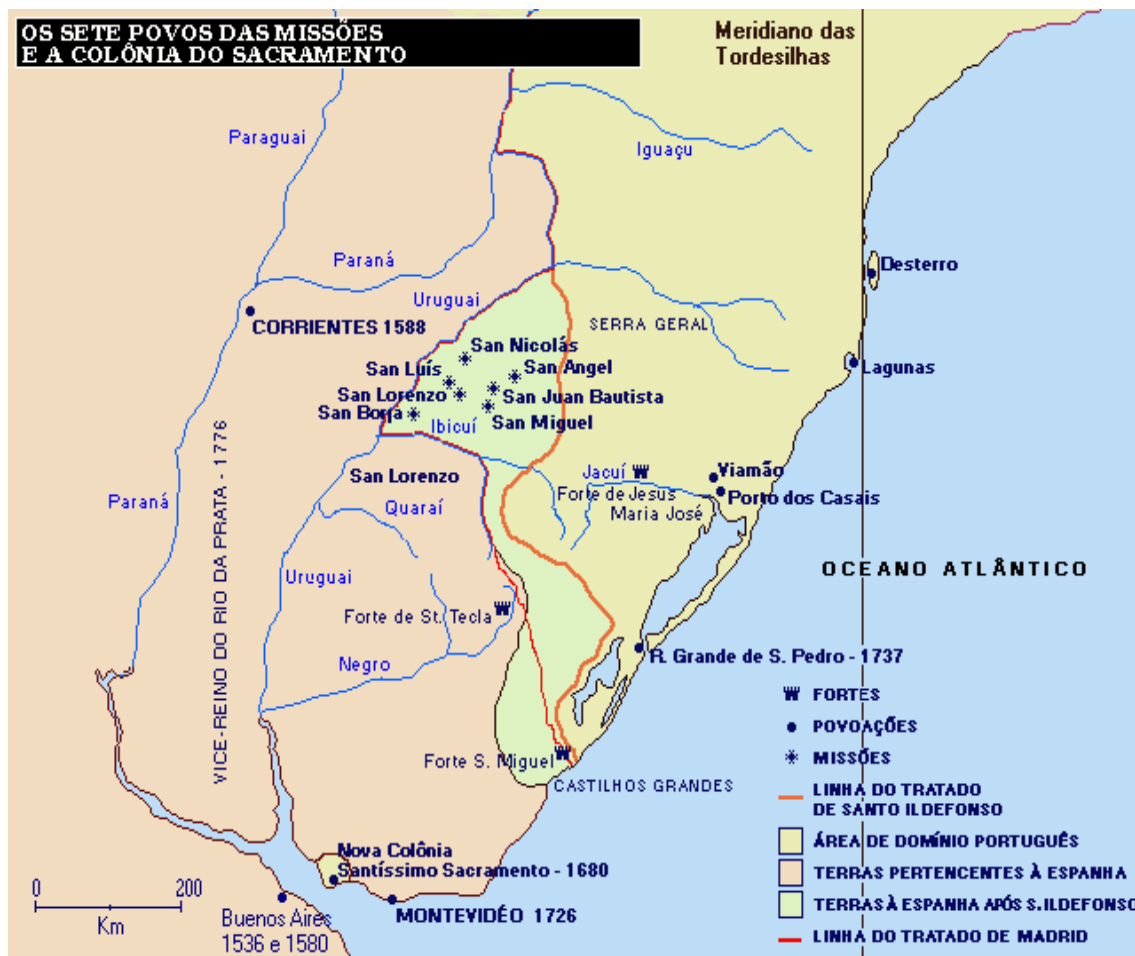 OS SETE POVOS DAS MISSÕES
E A COLÔNIA DO SACRAMENTO
Meridiano das
Tordesilhas
Paraguai
Iguaçu
Paraná
Desterro
Uruguai
CORRIENTES 1588
SERRA GERAL
San Nicolás
San Luís
San Angel
Lagunas
San Lorenzo
San Juan Bautista
San Borja
Ibicuí
San Miguel
San Lorenzo
Jacuí
Viamão
Forte de Jesus
Maria José
Porto dos Casais
Paraná
Quaraí
VICE-REINO DO RIO DA PRATA - 1776
OCEANO ATLÂNTICO
Uruguai
Forte de St. Tecla
Negro
R. Grande de S. Pedro - 1737
FORTES
POVOAÇÕES
Forte S. Miguel
MISSÕES
CASTILHOS GRANDES
LINHA DO TRATADO
DE SANTO ILDEFONSO
ÁREA DE DOMÍNIO PORTUGUÊS
Nova Colônia
Santíssimo Sacramento - 1680
TERRAS PERTENCENTES À ESPANHA
0 200
Km
TERRAS À ESPANHA APÓS S. ILDEFONSO
Buenos Aires
1536 e 1580
MONTEVIDÉO 1726
LINHA DO TRATADO DE MADRID